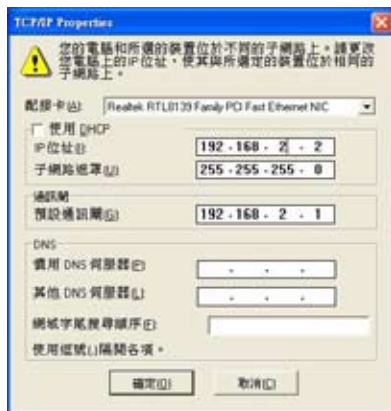 TCP/IP Properties
您的電腦和所選的裝置位於不同的子網路上。請更改
您電腦上的IP位址，使其與所選定的裝置位於相同的
子網路上。
配接卡(A): Realtek RTL8139 Family PCI Fast Ethernet NIC
使用 DHCP
IP位址(I): 192 . 168 . 2 . 2
子網路遮罩(U) 255 . 255 . 255 . 0
通訊閘
預設通訊閘(G) 192 . 168 . 2 . 1
DNS
慣用 DNS 伺服器(P) . . .
其他 DNS 伺服器(L) . . .
網域字尾搜尋順序(F):
使用逗號(,)隔開各項。
確定(O) 取消(C)